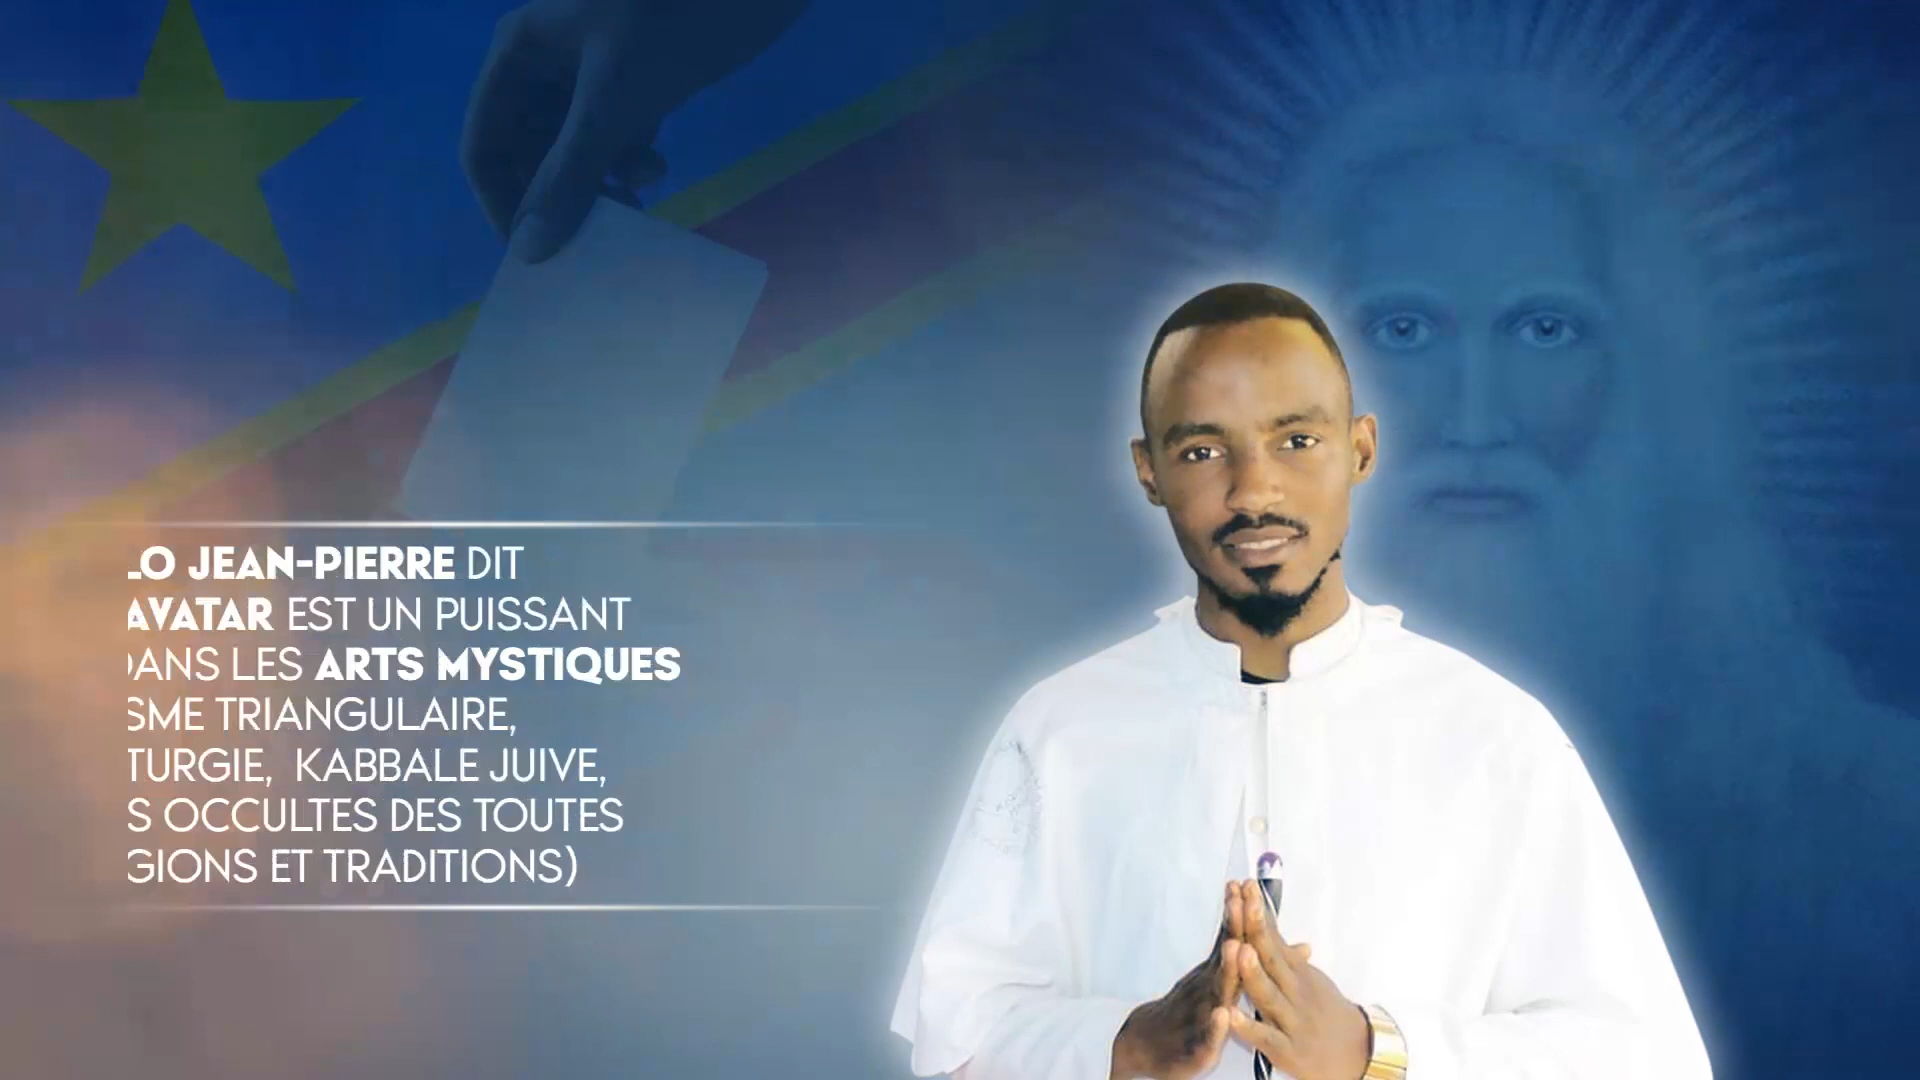 LO JEAN-PIERRE DIT
AVATAR EST UN PUISSANT
DANS LES ARTS MYSTIQUES
SME TRIANGULAIRE,
TURGIE, KABBALE JUIVE,
S OCCULTES DES TOUTES
GIONS ET TRADITIONS)